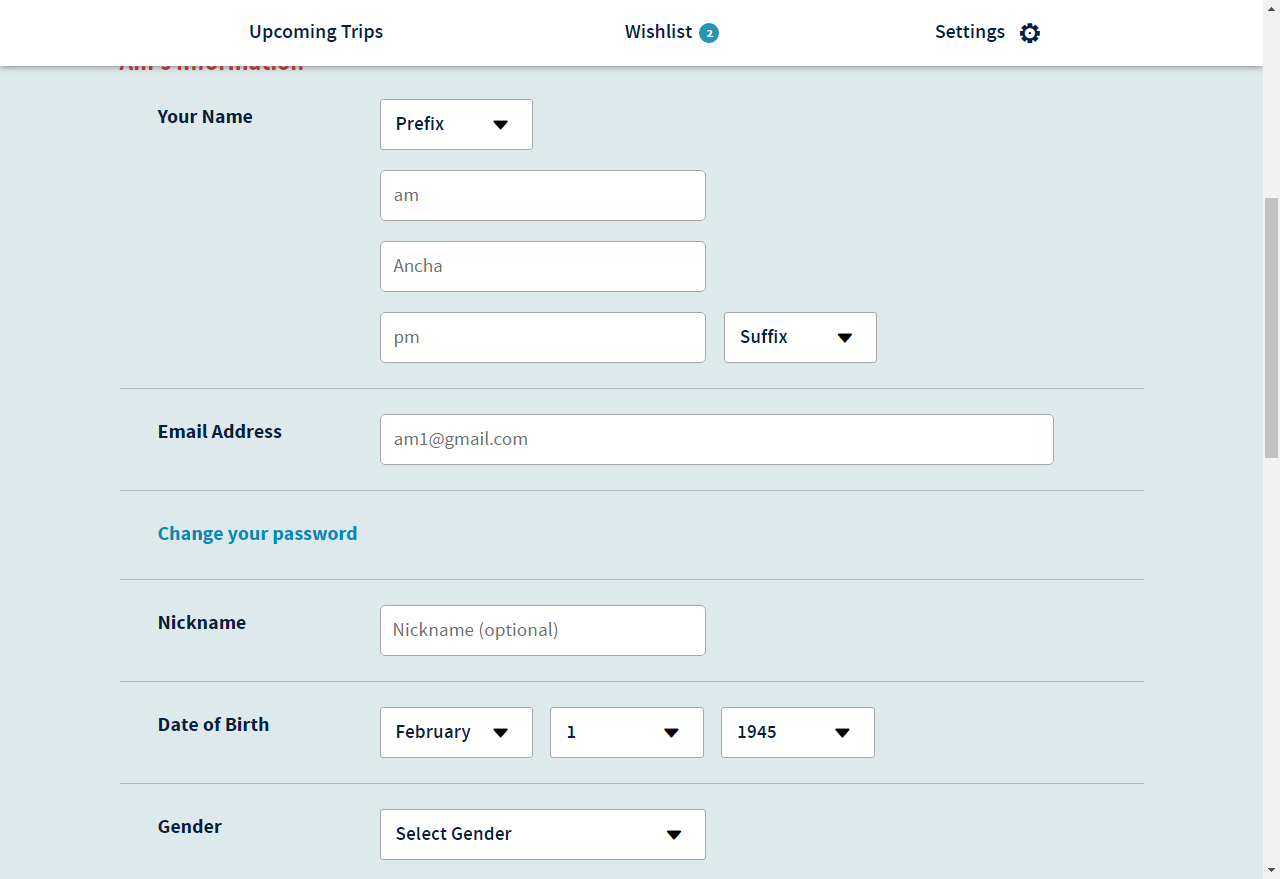 Upcoming Trips Wishlist 2 Settings
Your Name Prefix
am
Ancha
pm Suffix
Email Address am1@gmail.com
Change your password
Nickname Nickname (optional)
Date of Birth February 1 1945
Gender Select Gender